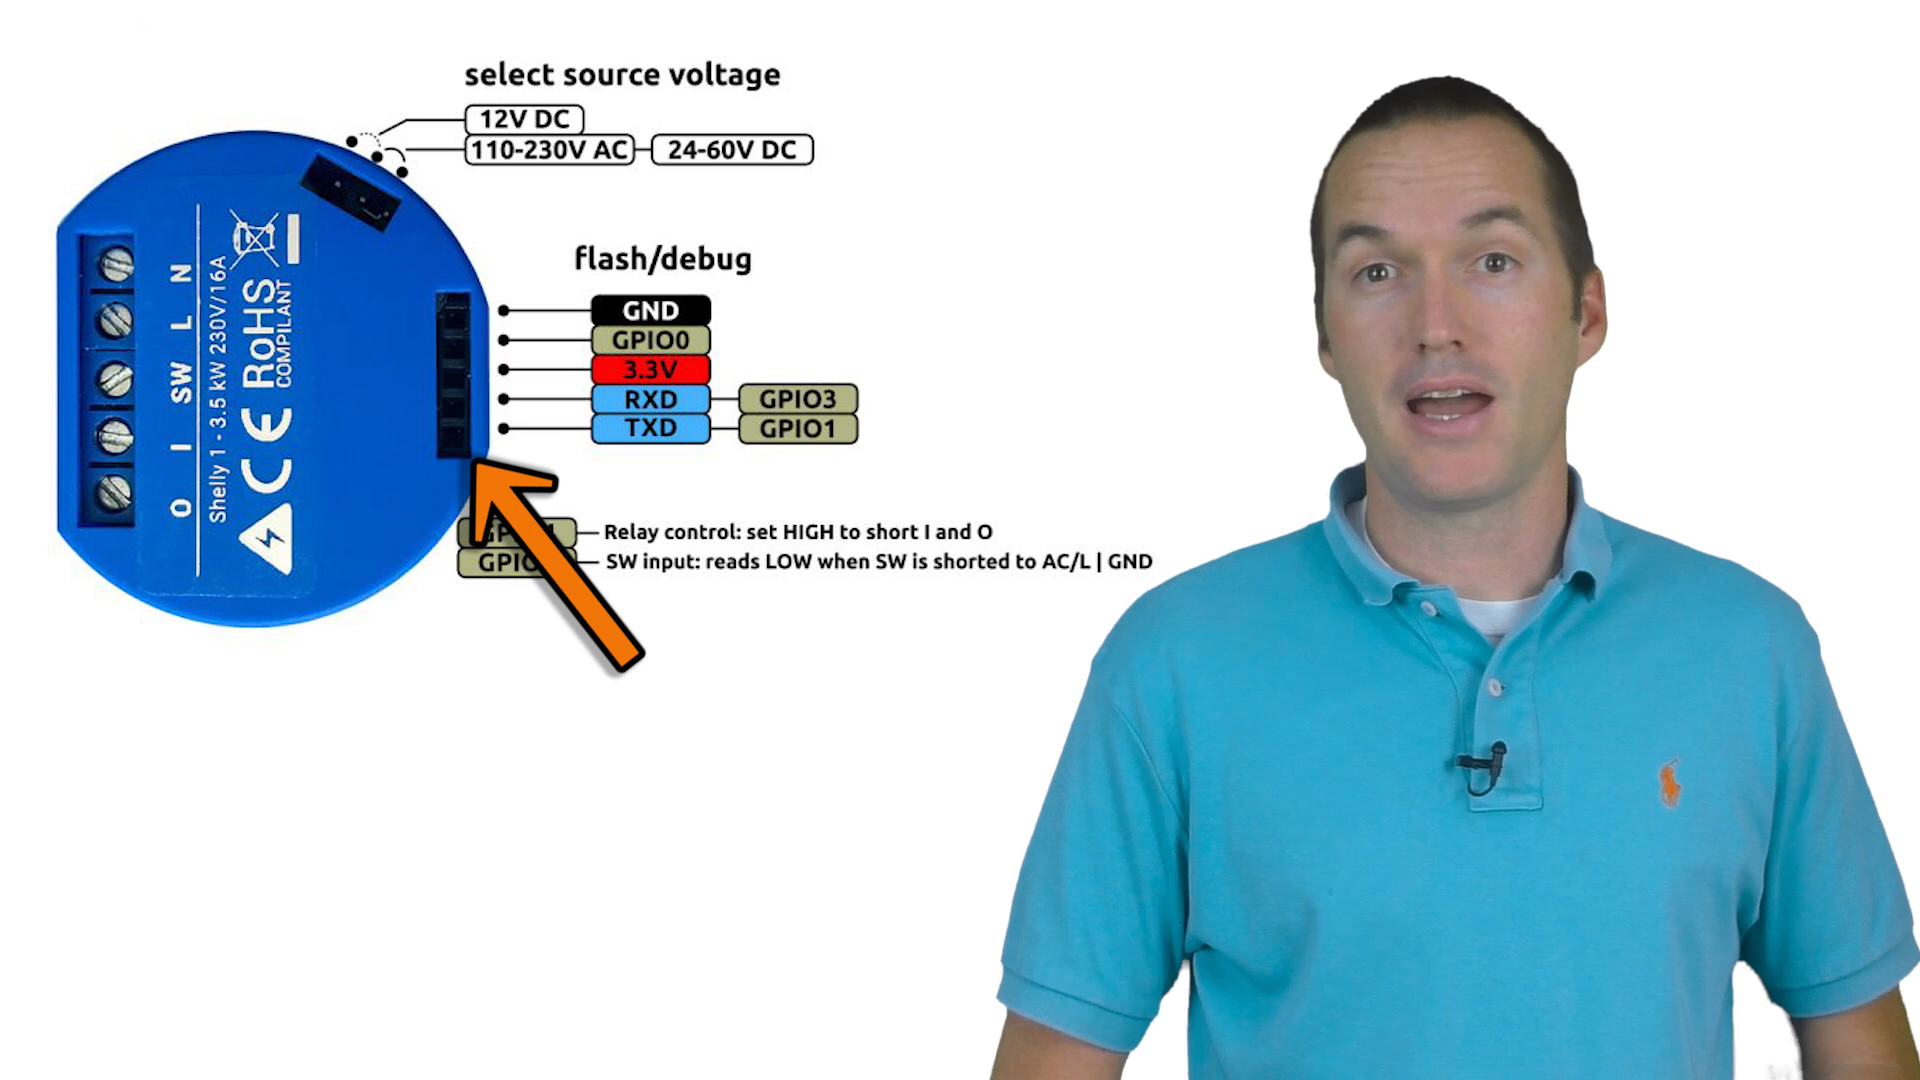 select source voltage
12V DC
110-230V AC
24-60V DC
flash/debug
GND
GPIO0
3.3V
RXD
GPIO3
TXD
GPIO1
Relay control: set HIGH to short I and O
SW input: reads LOW when SW is shorted to AC/L | GND
O I SW L N
Shelly 1 - 3.5 kW 230V/16A
CE RoHS
COMPILANT